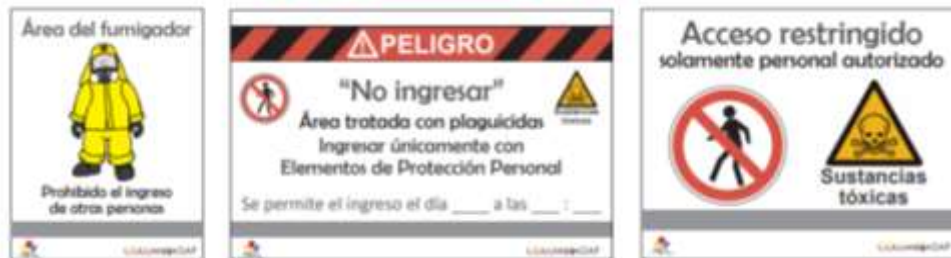 Área del fumigador
Prohibido el ingreso
de otras personas
PELIGRO
"No ingresar"
Área tratada con plaguicidas
Ingresar únicamente con
Elementos de Protección Personal
Se permite el ingreso el día ____ a las ___ : ___
Acceso restringido
solamente personal autorizado
Sustancias
tóxicas